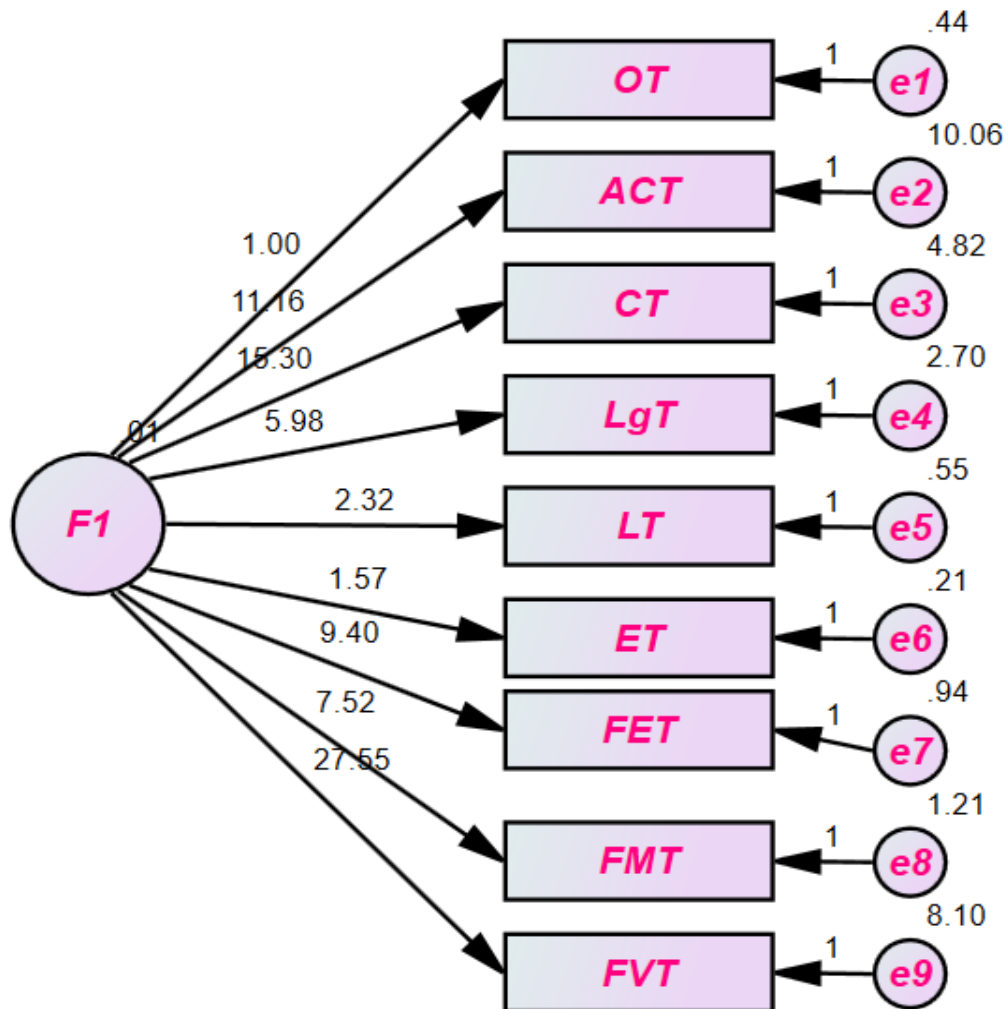 .44
1
OT
e1
10.06
1
ACT
e2
4.82
1.00
1
CT
e3
11.16
2.70
15.30
1
LgT
e4
5.98
.01
.55
F1
2.32
1
LT
e5
.21
1.57
1
ET
e6
9.40
.94
7.52
1
FET
e7
27.55
1.21
1
FMT
e8
8.10
1
FVT
e9